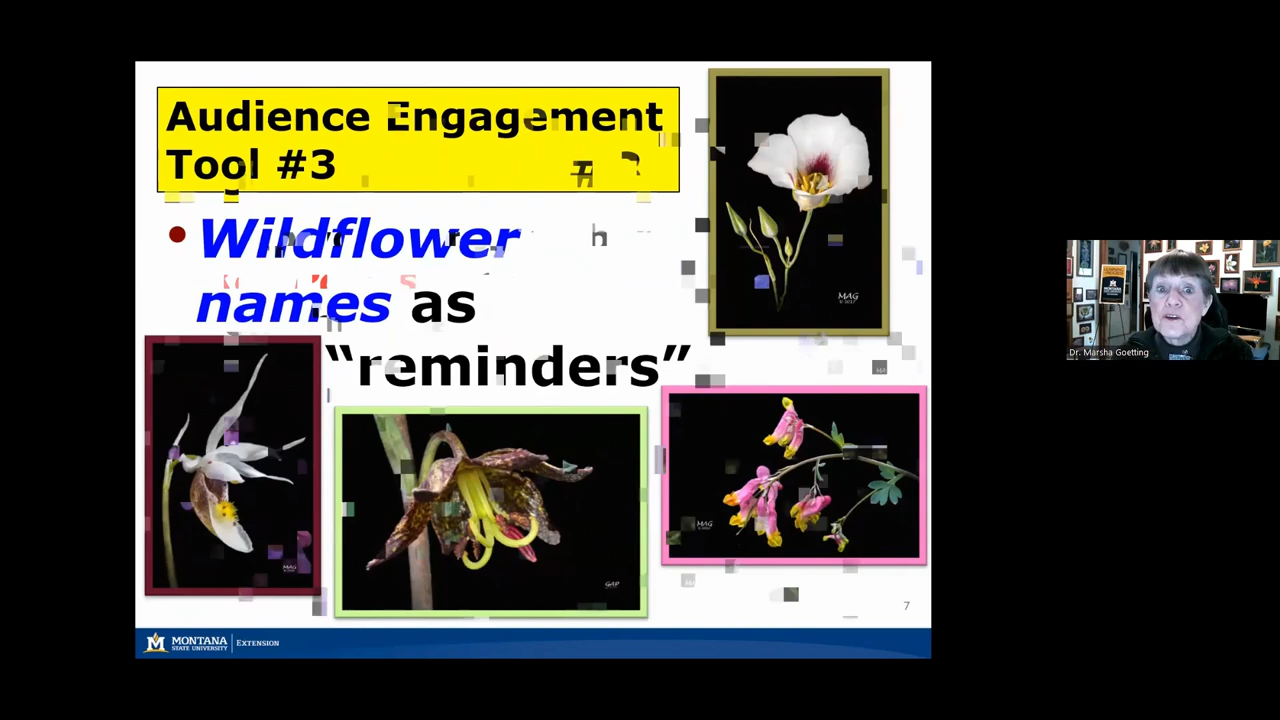 Audience Engagement
Tool #3
• Wildflower
names as
“reminders”
MAG
MAG
MAG
GAP
7
MONTANA
STATE UNIVERSITY
EXTENSION
Dr. Marsha Goetting